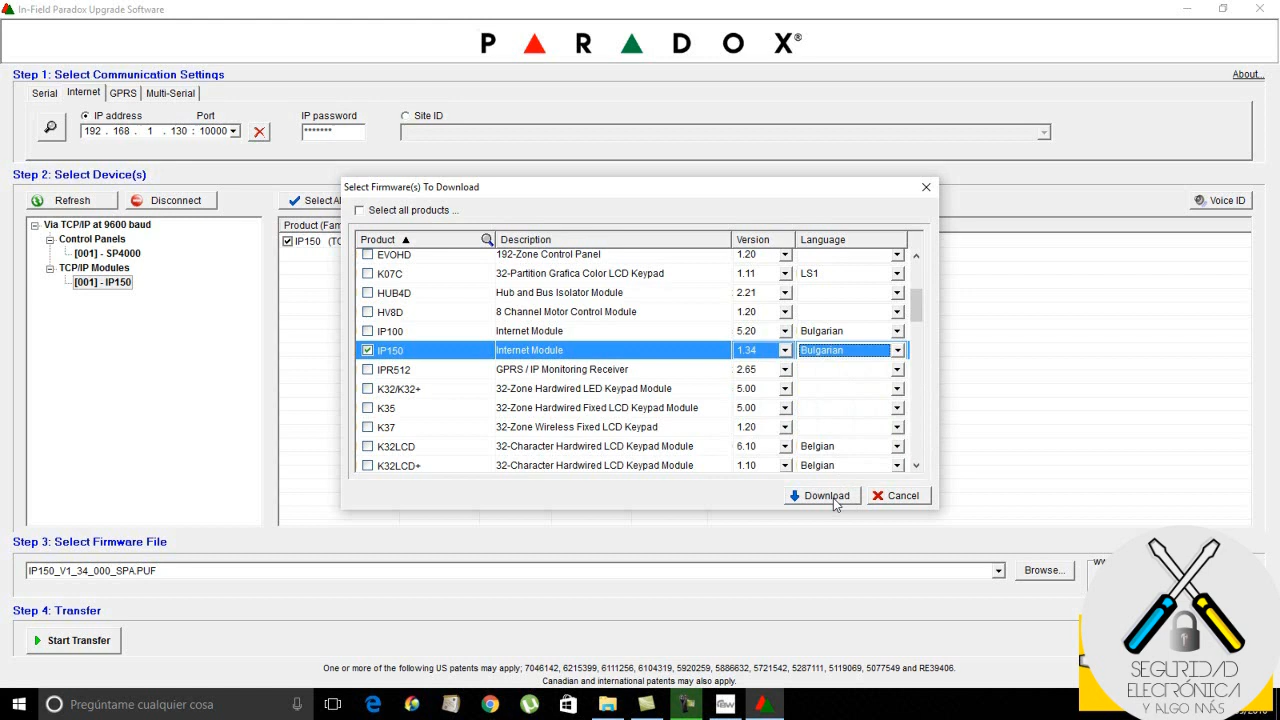 In-Field Paradox Upgrade Software
PARADOX®
Step 1: Select Communication Settings
About...
Serial Internet GPRS Multi-Serial
IP address Port IP password Site ID
192 . 168 . 1 . 130 : 10000 *******
Step 2: Select Device(s)
Refresh Disconnect Select Al Voice ID
Via TCP/IP at 9600 baud
Control Panels
[001] - SP4000
TCP/IP Modules
[001] - IP150
Product (Fam
IP150 (TC
Select Firmware(s) To Download
Select all products ...
Product Description Version Language
EVOHD 192-Zone Control Panel 1.20
K07C 32-Partition Grafica Color LCD Keypad 1.11 LS1
HUB4D Hub and Bus Isolator Module 2.21
HV8D 8 Channel Motor Control Module 1.20
IP100 Internet Module 5.20 Bulgarian
IP150 Internet Module 1.34 Bulgarian
IPR512 GPRS / IP Monitoring Receiver 2.65
K32/K32+ 32-Zone Hardwired LED Keypad Module 5.00
K35 32-Zone Hardwired Fixed LCD Keypad Module 5.00
K37 32-Zone Wireless Fixed LCD Keypad 1.20
K32LCD 32-Character Hardwired LCD Keypad Module 6.10 Belgian
K32LCD+ 32-Character Hardwired LCD Keypad Module 1.10 Belgian
Download Cancel
Step 3: Select Firmware File
IP150_V1_34_000_SPA.PUF Browse...
Step 4: Transfer
Start Transfer
One or more of the following US patents may apply; 7046142, 6215399, 6111256, 6104319, 5920259, 5886632, 5721542, 5287111, 5119069, 5077549 and RE39406.
Canadian and international patents may also apply.
SEGURIDAD
ELECTRÓNICA
Y ALGO MÁS
Pregúntame cualquier cosa